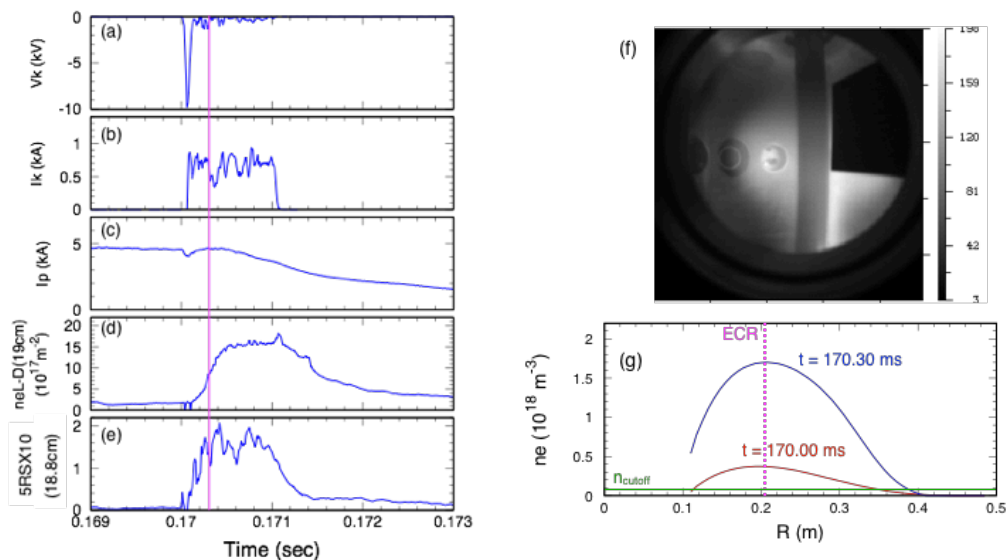 (a)
Vk (kV)
0
-5
-10
(b)
Ik (kA)
1
0.5
0
(c)
Ip (kA)
5
0
(d)
neL-D(19cm)
(10¹⁷m⁻²)
20
15
10
5
0
(e)
5RSX10
(18.8cm)
2
1
0
0.169 0.17 0.171 0.172 0.173
Time (sec)
(f)
198
159
120
81
42
3
(g)
ECR
t = 170.30 ms
t = 170.00 ms
n_cutoff
ne (10¹⁸ m⁻³)
2
1.5
1
0.5
0
0 0.1 0.2 0.3 0.4 0.5
R (m)